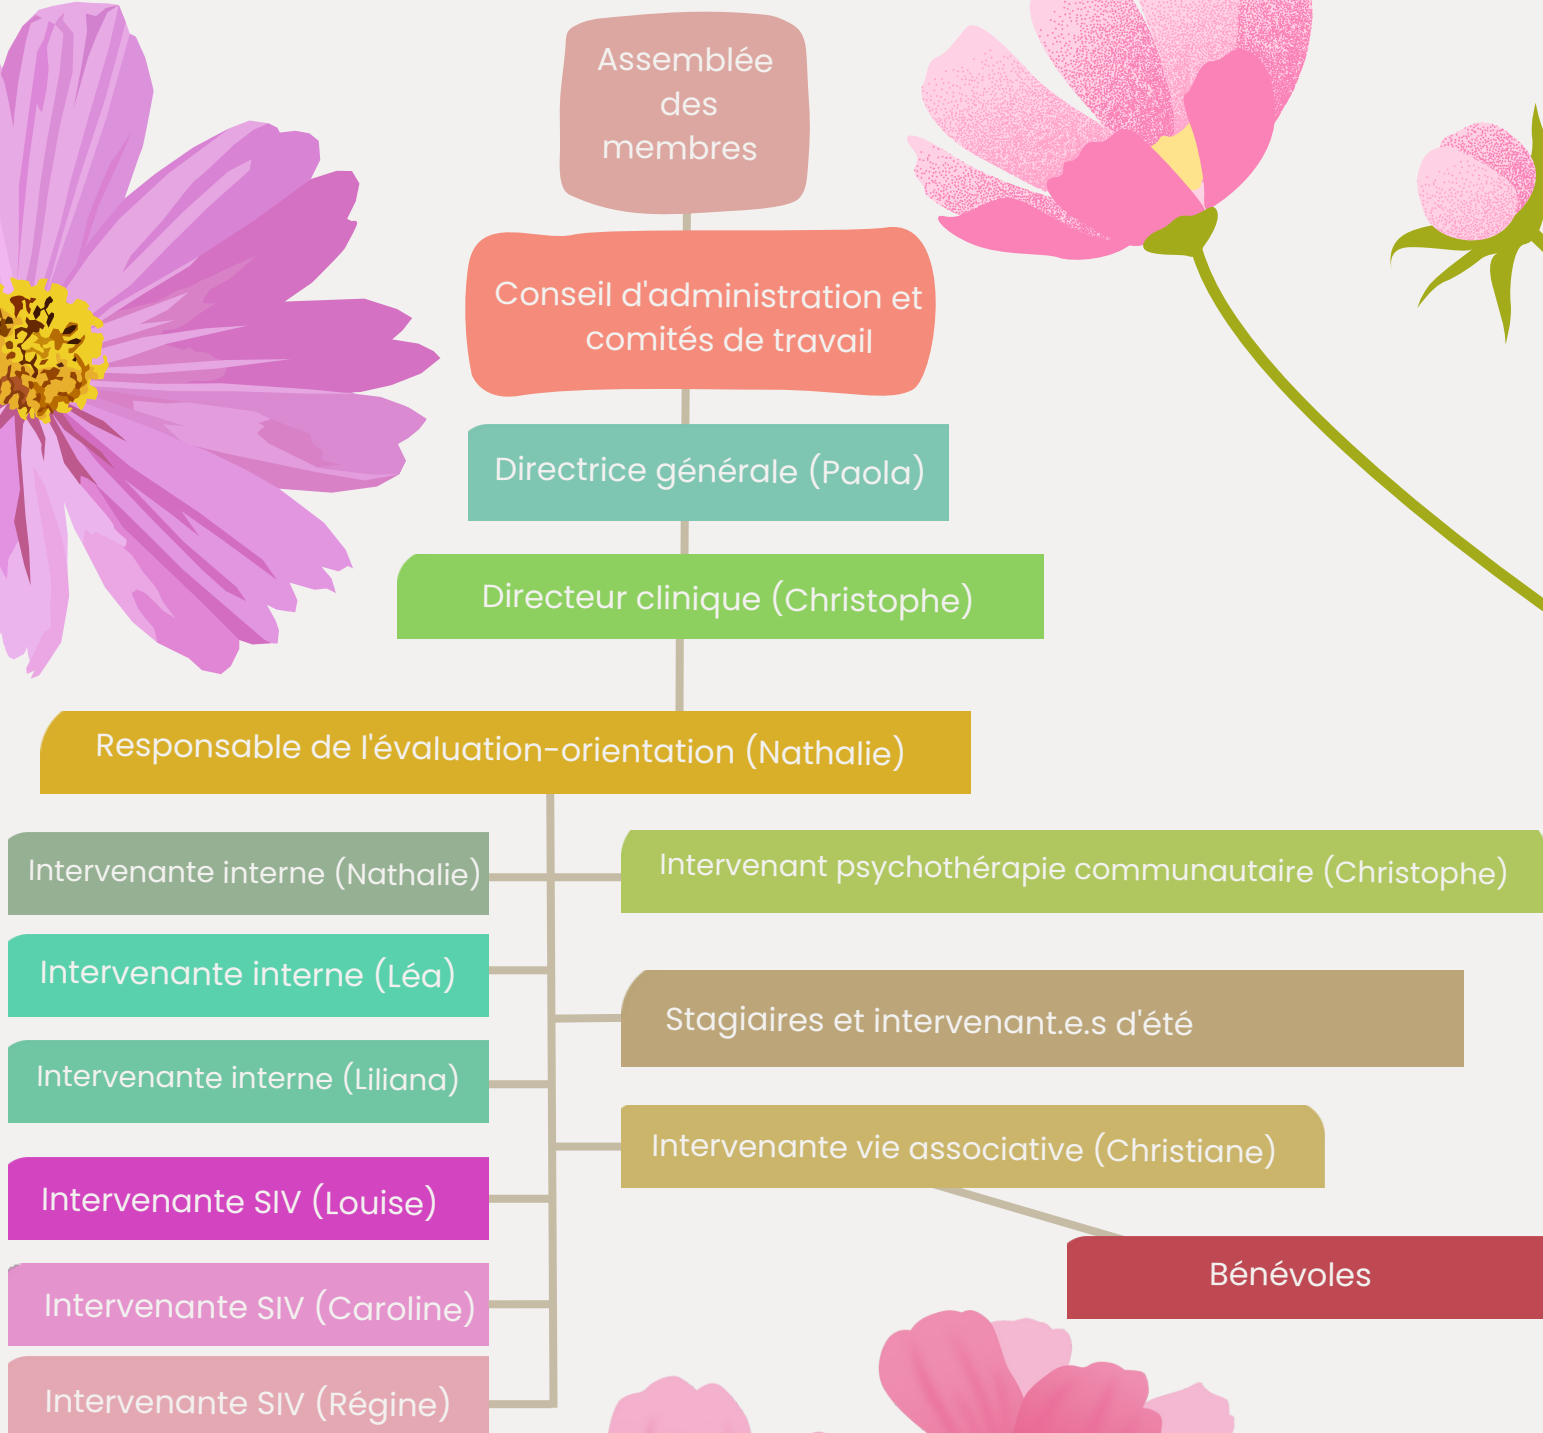 Assemblée
des
membres
Conseil d'administration et
comités de travail
Directrice générale (Paola)
Directeur clinique (Christophe)
Responsable de l'évaluation-orientation (Nathalie)
Intervenante interne (Nathalie)
Intervenant psychothérapie communautaire (Christophe)
Intervenante interne (Léa)
Stagiaires et intervenant.e.s d'été
Intervenante interne (Liliana)
Intervenante vie associative (Christiane)
Intervenante SIV (Louise)
Bénévoles
Intervenante SIV (Caroline)
Intervenante SIV (Régine)